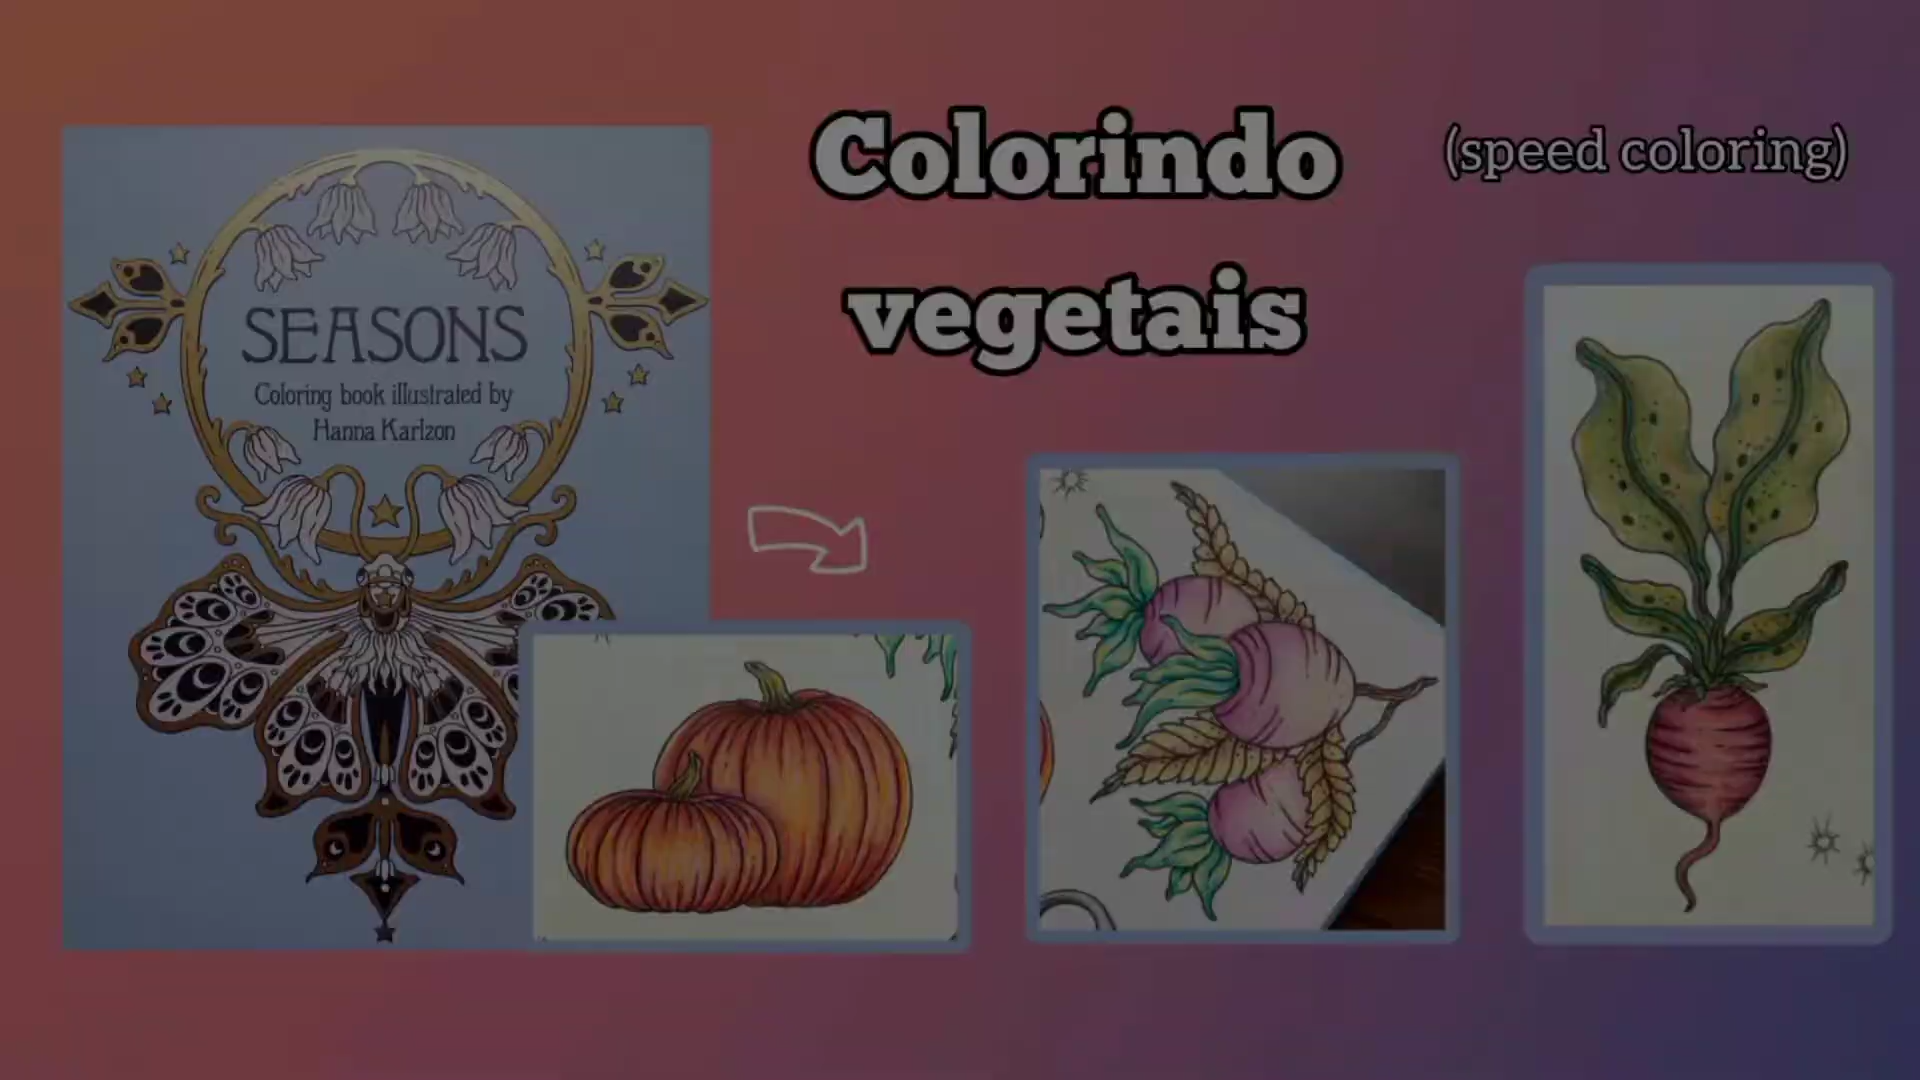 Colorindo
vegetais
(speed coloring)
SEASONS
Coloring book illustrated by
Hanna Karlzon